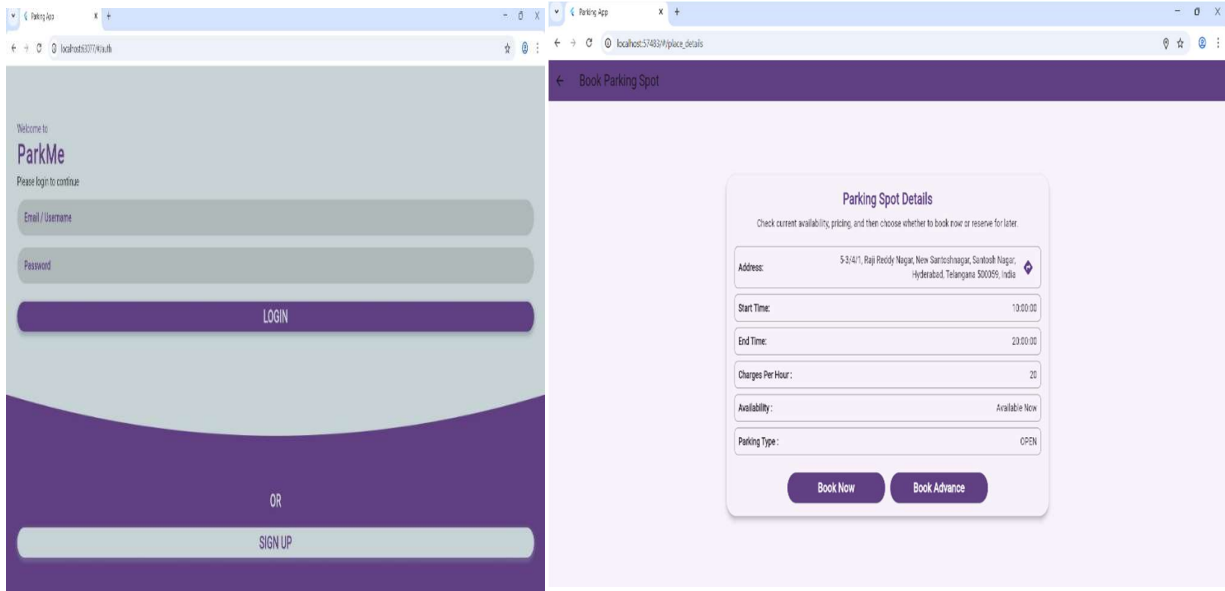 Parking App
localhost:63077/#/auth
Welcome to
ParkMe
Please login to continue
Email / Username
Password
LOGIN
OR
SIGN UP
Parking App
localhost:57483/#/place_details
Book Parking Spot
Parking Spot Details
Check current availability, pricing, and then choose whether to book now or reserve for later.
Address:
5-3/4/1, Raji Reddy Nagar, New Santoshnagar, Santosh Nagar,
Hyderabad, Telangana 500059, India
Start Time: 10:00:00
End Time: 20:00:00
Charges Per Hour : 20
Availability : Available Now
Parking Type : OPEN
Book Now Book Advance